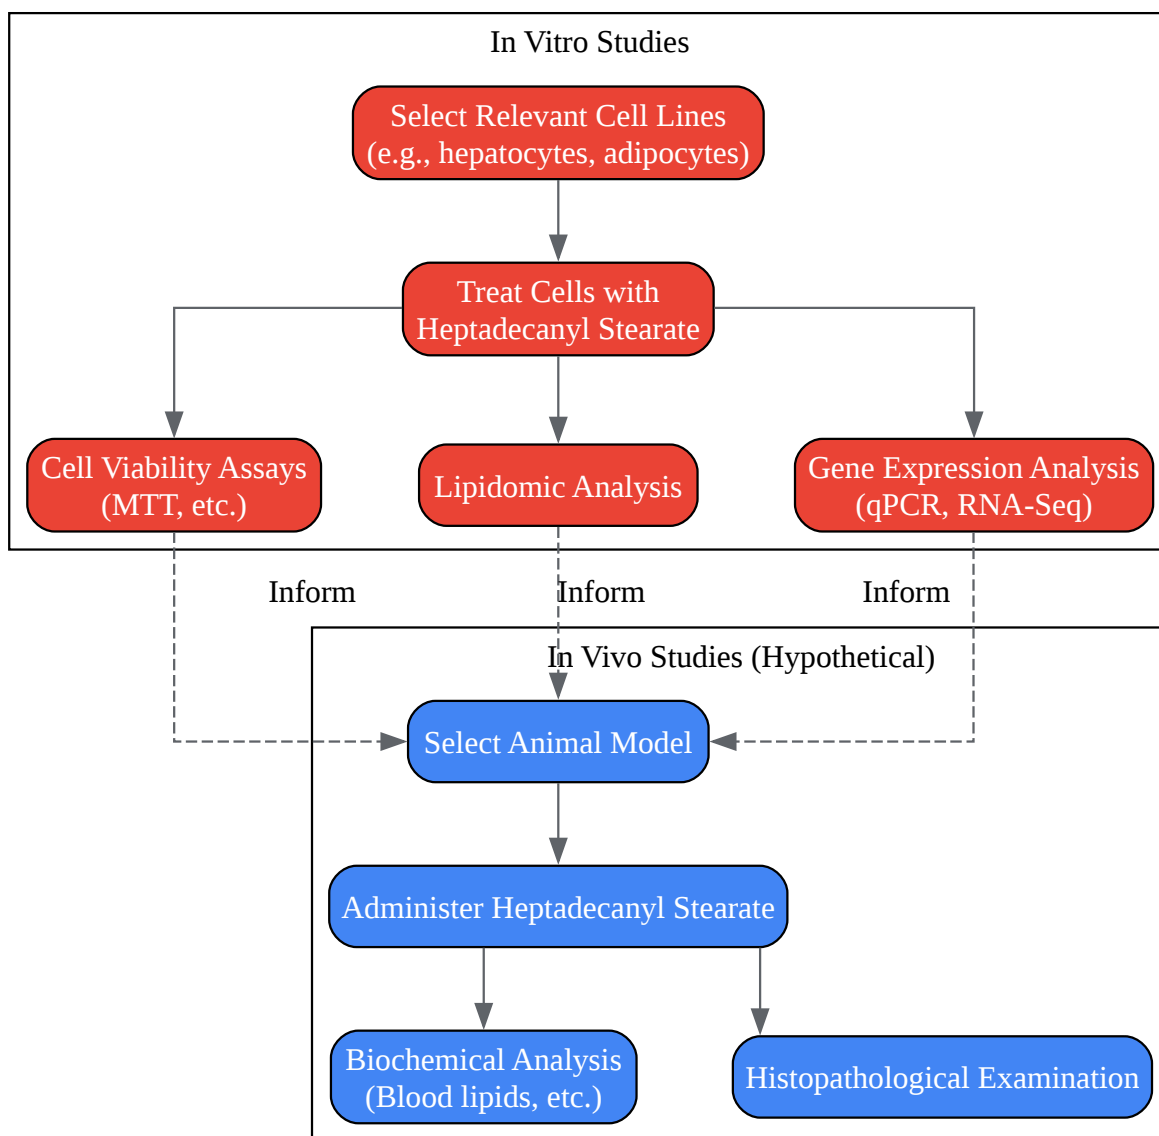 In Vitro Studies
Select Relevant Cell Lines
(e.g., hepatocytes, adipocytes)
Treat Cells with
Heptadecanyl Stearate
Cell Viability Assays
(MTT, etc.)
Lipidomic Analysis
Gene Expression Analysis
(qPCR, RNA-Seq)
Inform
Inform
Inform
In Vivo Studies (Hypothetical)
Select Animal Model
Administer Heptadecanyl Stearate
Biochemical Analysis
(Blood lipids, etc.)
Histopathological Examination